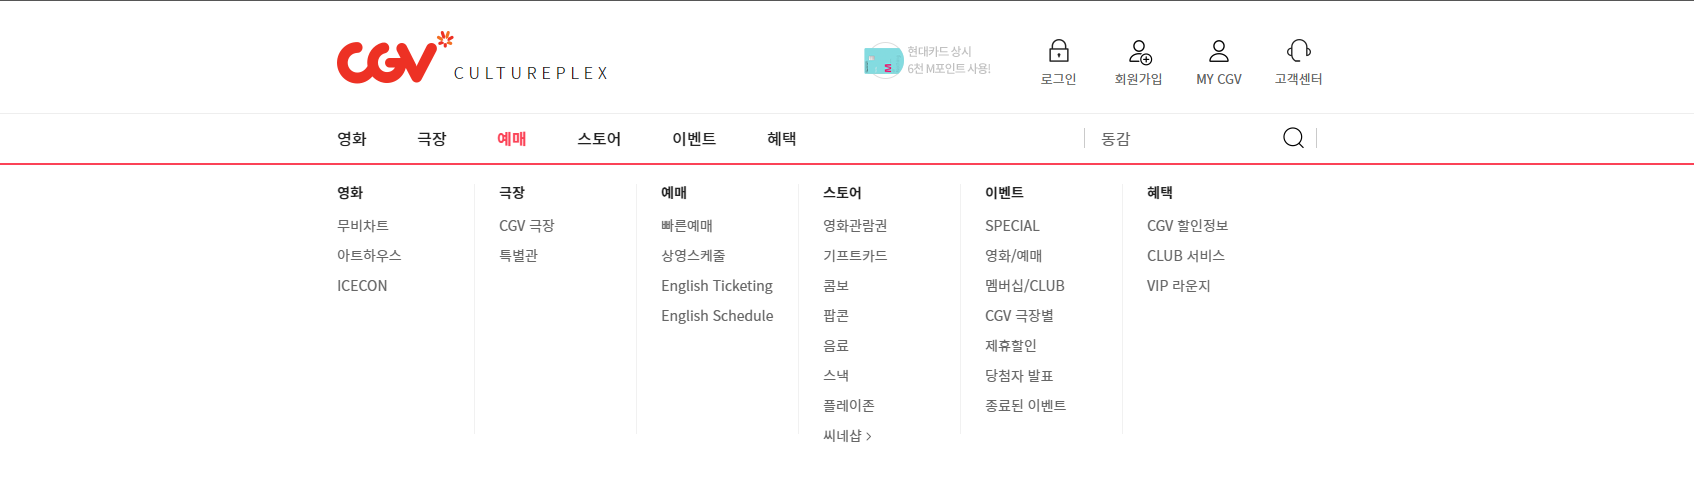 CGV
CULTUREPLEX
현대카드 상시
6천 M포인트 사용!
M
로그인
회원가입
MY CGV
고객센터
영화 극장 예매 스토어 이벤트 혜택
동감
영화
무비차트
아트하우스
ICECON
극장
CGV 극장
특별관
예매
빠른예매
상영스케줄
English Ticketing
English Schedule
스토어
영화관람권
기프트카드
콤보
팝콘
음료
스낵
플레이존
씨네샵 >
이벤트
SPECIAL
영화/예매
멤버십/CLUB
CGV 극장별
제휴할인
당첨자 발표
종료된 이벤트
혜택
CGV 할인정보
CLUB 서비스
VIP 라운지